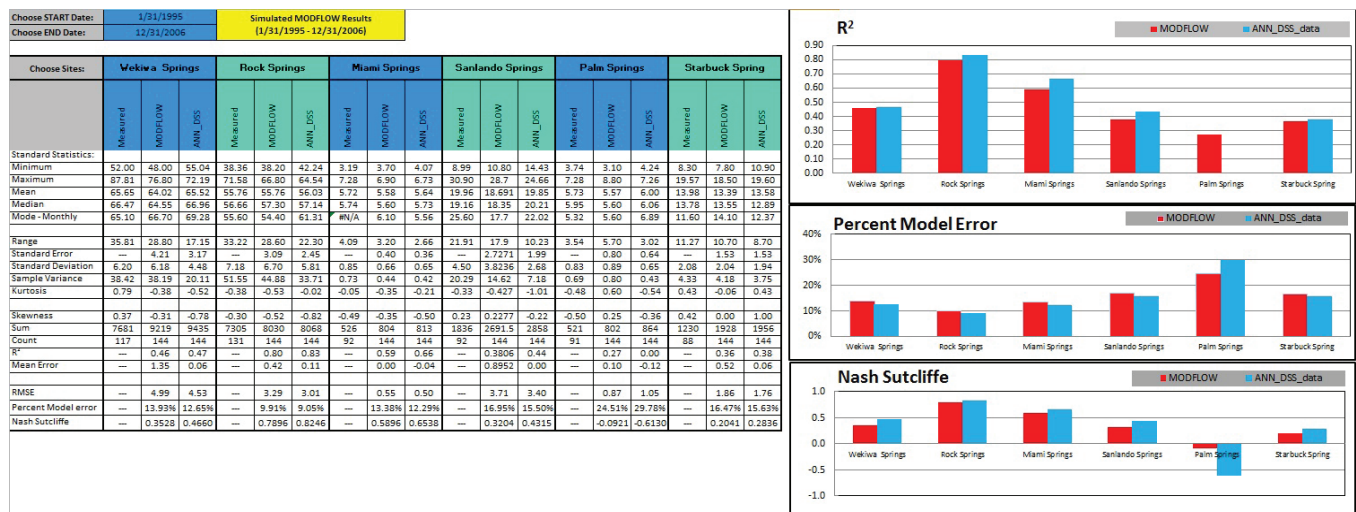 Choose START Date: 1/31/1995
Choose END Date: 12/31/2006
Simulated MODFLOW Results
(1/31/1995 - 12/31/2006)
Choose Sites: Wekiva Springs Rock Springs Miami Springs Sanlando Springs Palm Springs Starbuck Spring
Measured MODFLOW ANN_DSS Measured MODFLOW ANN_DSS Measured MODFLOW ANN_DSS Measured MODFLOW ANN_DSS Measured MODFLOW ANN_DSS Measured MODFLOW ANN_DSS
Standard Statistics:
Minimum 52.00 48.00 55.04 38.36 38.20 42.24 3.19 3.70 4.07 8.99 10.80 14.43 3.74 3.10 4.24 8.30 7.80 10.90
Maximum 87.81 76.80 72.19 71.58 66.80 64.54 7.28 6.90 6.73 30.90 28.7 24.66 7.28 8.80 7.26 19.57 18.50 19.60
Mean 65.65 64.02 65.52 55.76 55.76 56.03 5.72 5.58 5.64 19.96 18.691 19.85 5.73 5.57 6.00 13.98 13.39 13.58
Median 66.47 64.55 66.96 56.66 57.30 57.14 5.74 5.60 5.73 19.16 18.35 20.21 5.95 5.60 6.06 13.78 13.55 12.89
Mode - Monthly 65.10 66.70 69.28 55.60 54.40 61.31 #N/A 6.10 5.56 25.60 17.7 22.02 5.32 5.60 6.89 11.60 14.10 12.37
Range 35.81 28.80 17.15 33.22 28.60 22.30 4.09 3.20 2.66 21.91 17.9 10.23 3.54 5.70 3.02 11.27 10.70 8.70
Standard Error --- 4.21 3.17 --- 3.09 2.45 --- 0.40 0.36 --- 2.7271 1.99 --- 0.80 0.64 --- 1.53 1.53
Standard Deviation 6.20 6.18 4.48 7.18 6.70 5.81 0.85 0.66 0.65 4.50 3.8236 2.68 0.83 0.89 0.65 2.08 2.04 1.94
Sample Variance 38.42 38.19 20.11 51.55 44.88 33.71 0.73 0.44 0.42 20.29 14.62 7.18 0.69 0.80 0.43 4.33 4.18 3.75
Kurtosis 0.79 -0.38 -0.52 -0.38 -0.53 -0.02 -0.05 -0.35 -0.21 -0.33 -0.427 -1.01 -0.48 0.60 -0.54 0.43 -0.06 0.43
Skewness 0.37 -0.31 -0.78 -0.30 -0.52 -0.82 -0.49 -0.35 -0.50 0.23 0.2277 -0.22 -0.50 0.25 -0.36 0.42 0.00 1.00
Sum 7681 9219 9435 7305 8030 8068 526 804 813 1836 2691.5 2858 521 802 864 1230 1928 1956
Count 117 144 144 131 144 144 92 144 144 92 144 144 91 144 144 88 144 144
R² --- 0.46 0.47 --- 0.80 0.83 --- 0.59 0.66 --- 0.3806 0.44 --- 0.27 0.00 --- 0.36 0.38
Mean Error --- 1.35 0.06 --- 0.42 0.11 --- 0.00 -0.04 --- 0.8952 0.00 --- 0.10 -0.12 --- 0.52 0.06
RMSE --- 4.99 4.53 --- 3.29 3.01 --- 0.55 0.50 --- 3.71 3.40 --- 0.87 1.05 --- 1.86 1.76
Percent Model error --- 13.93% 12.65% --- 9.91% 9.05% --- 13.38% 12.29% --- 16.95% 15.50% --- 24.51% 29.78% --- 16.47% 15.63%
Nash Sutcliffe --- 0.3528 0.4660 --- 0.7896 0.8246 --- 0.5896 0.6538 --- 0.3204 0.4315 --- -0.0921 -0.6130 --- 0.2041 0.2836
R²
MODFLOW ANN_DSS_data
0.90
0.80
0.70
0.60
0.50
0.40
0.30
0.20
0.10
0.00
Wekiwa Springs Rock Springs Miami Springs Sanlando Springs Palm Springs Starbuck Spring
Percent Model Error
MODFLOW ANN_DSS_data
40%
30%
20%
10%
0%
Wekiwa Springs Rock Springs Miami Springs Sanlando Springs Palm Springs Starbuck Spring
Nash Sutcliffe
MODFLOW ANN_DSS_data
1.0
0.5
0.0
-0.5
-1.0
Wekiwa Springs Rock Springs Miami Springs Sanlando Springs Palm Springs Starbuck Spring